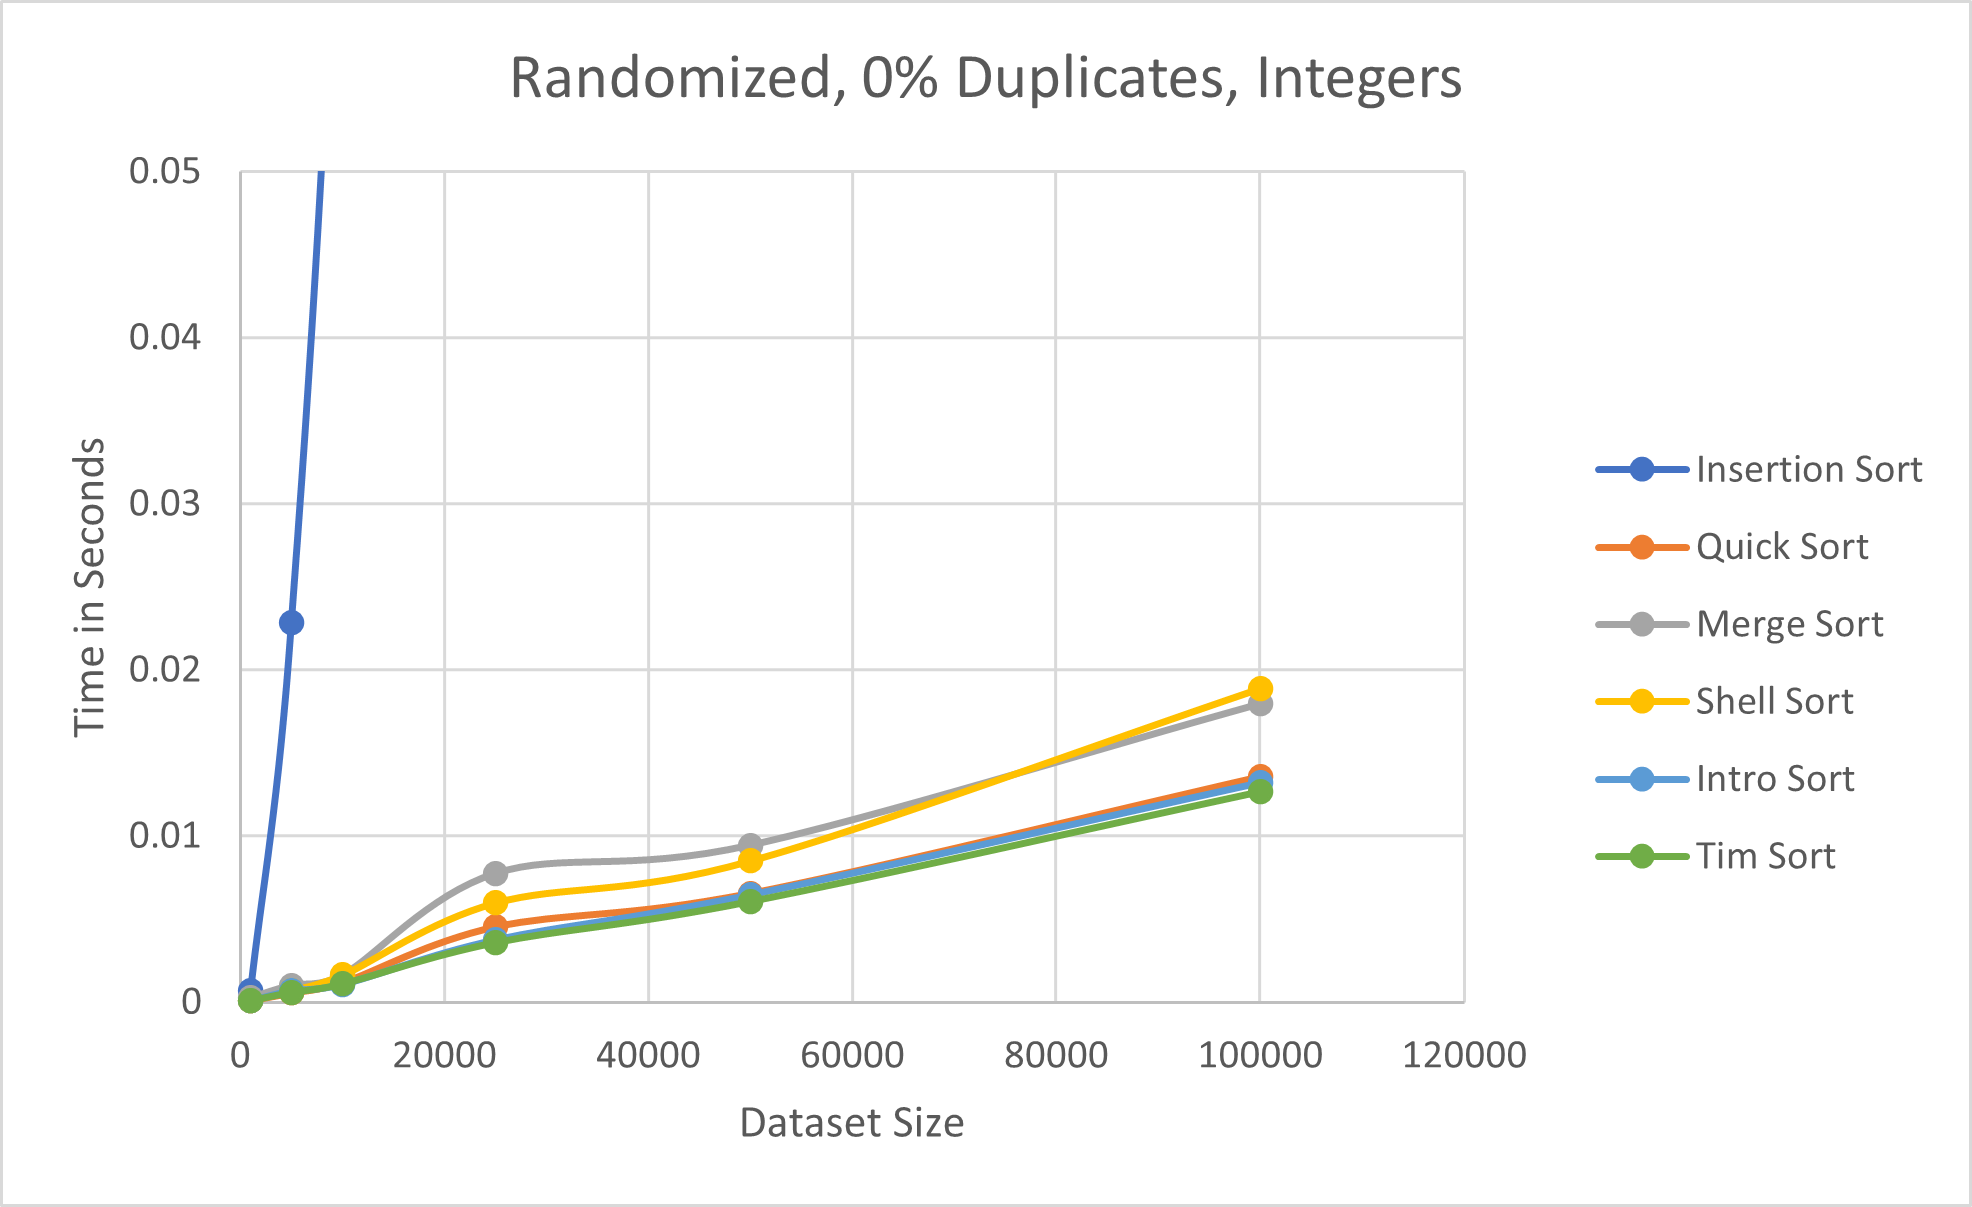 Randomized, 0% Duplicates, Integers
0.05
0.04
0.03
0.02
0.01
0
Time in Seconds
0 20000 40000 60000 80000 100000 120000
Dataset Size
Insertion Sort
Quick Sort
Merge Sort
Shell Sort
Intro Sort
Tim Sort